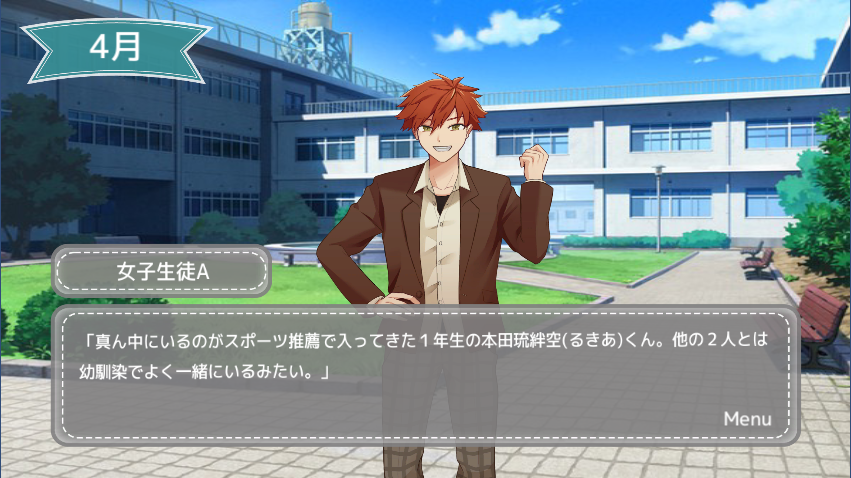 4月
女子生徒A
「真ん中にいるのがスポーツ推薦で入ってきた１年生の本田琉絆空(るきあ)くん。他の２人とは
幼馴染でよく一緒にいるみたい。」
Menu